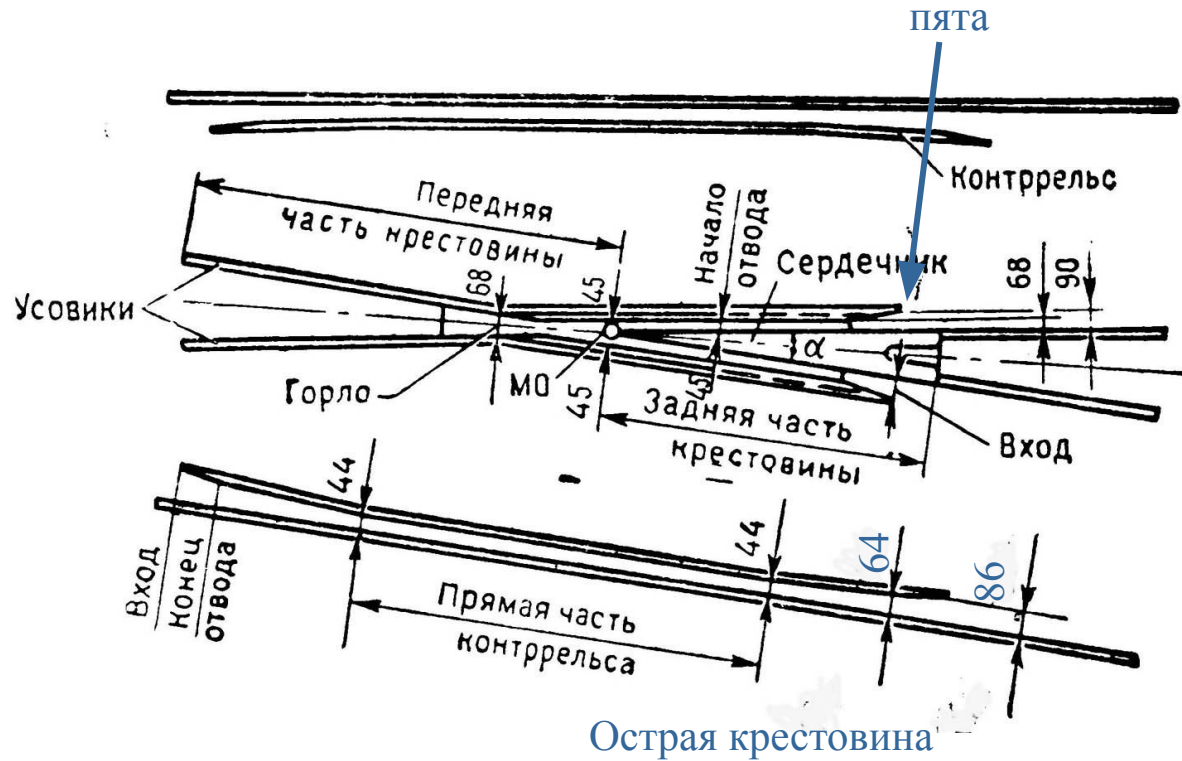 пята
Контррельс
Передняя
часть крестовины
Начало
отвода
Сердечник
68
90
68
45
Усовики
α
Горло
МО
45
45
Задняя часть
крестовины
Вход
44
44
64
86
Вход
Конец
отвода
Прямая часть
контррельса
Острая крестовина